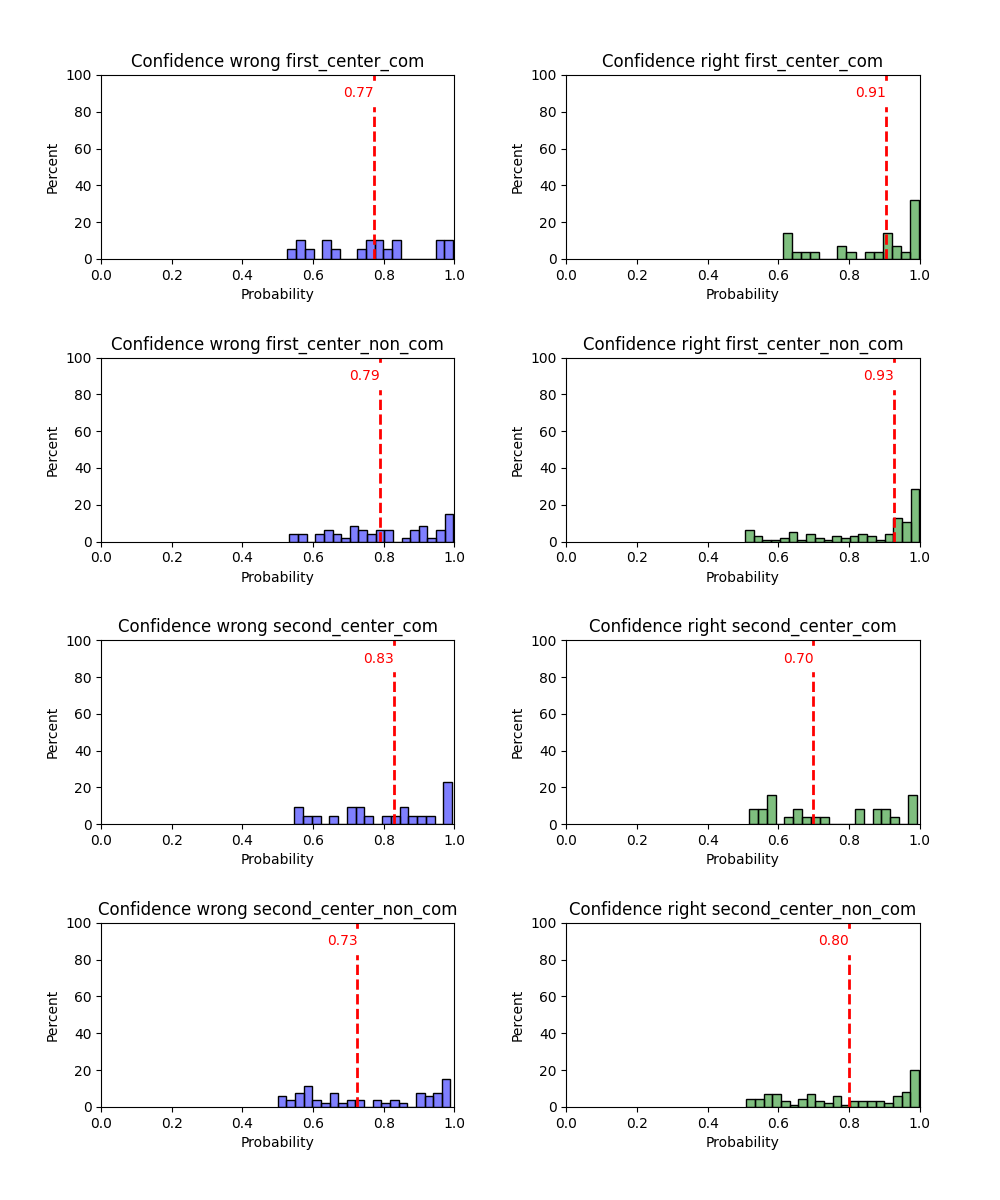 Confidence wrong first_center_com
100
80
60
40
20
0
Percent
0.77
0.0 0.2 0.4 0.6 0.8 1.0
Probability
Confidence right first_center_com
100
80
60
40
20
0
Percent
0.91
0.0 0.2 0.4 0.6 0.8 1.0
Probability
Confidence wrong first_center_non_com
100
80
60
40
20
0
Percent
0.79
0.0 0.2 0.4 0.6 0.8 1.0
Probability
Confidence right first_center_non_com
100
80
60
40
20
0
Percent
0.93
0.0 0.2 0.4 0.6 0.8 1.0
Probability
Confidence wrong second_center_com
100
80
60
40
20
0
Percent
0.83
0.0 0.2 0.4 0.6 0.8 1.0
Probability
Confidence right second_center_com
100
80
60
40
20
0
Percent
0.70
0.0 0.2 0.4 0.6 0.8 1.0
Probability
Confidence wrong second_center_non_com
100
80
60
40
20
0
Percent
0.73
0.0 0.2 0.4 0.6 0.8 1.0
Probability
Confidence right second_center_non_com
100
80
60
40
20
0
Percent
0.80
0.0 0.2 0.4 0.6 0.8 1.0
Probability